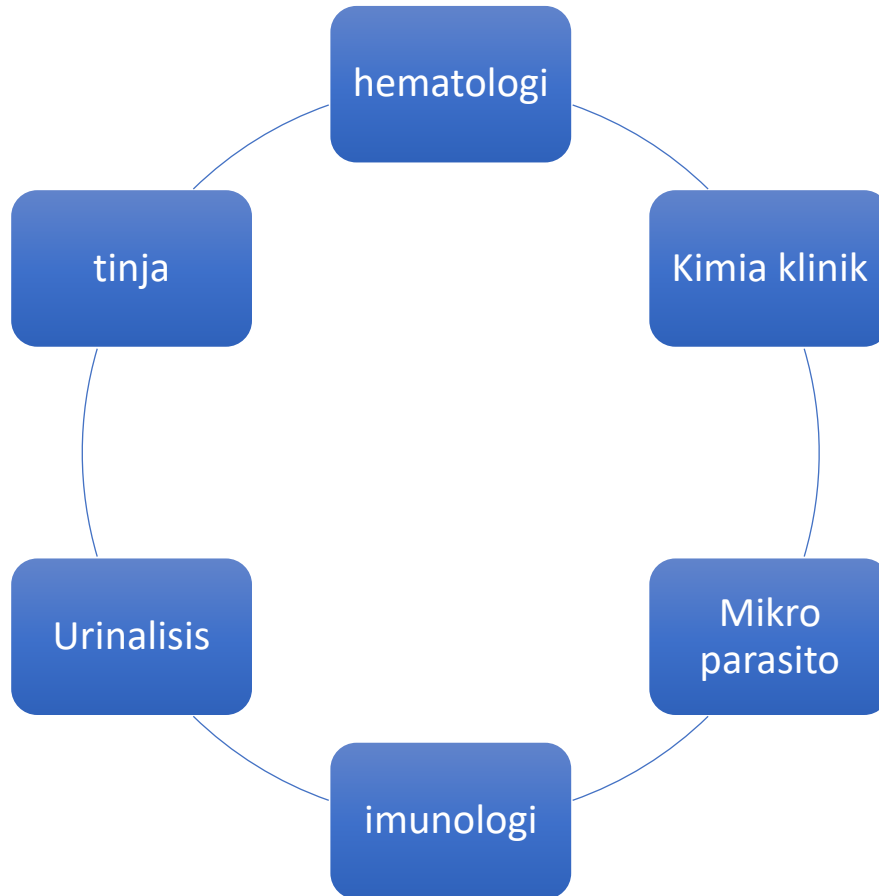 hematologi
Kimia klinik
Mikro
parasito
imunologi
Urinalisis
tinja